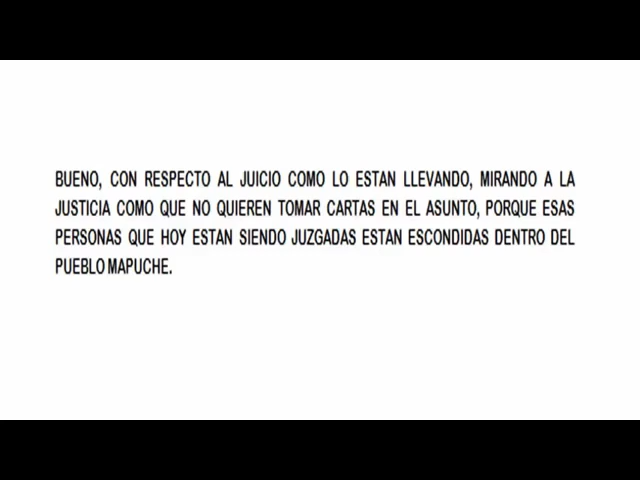 BUENO, CON RESPECTO AL JUICIO COMO LO ESTAN LLEVANDO, MIRANDO A LA
JUSTICIA COMO QUE NO QUIEREN TOMAR CARTAS EN EL ASUNTO, PORQUE ESAS
PERSONAS QUE HOY ESTAN SIENDO JUZGADAS ESTAN ESCONDIDAS DENTRO DEL
PUEBLO MAPUCHE.